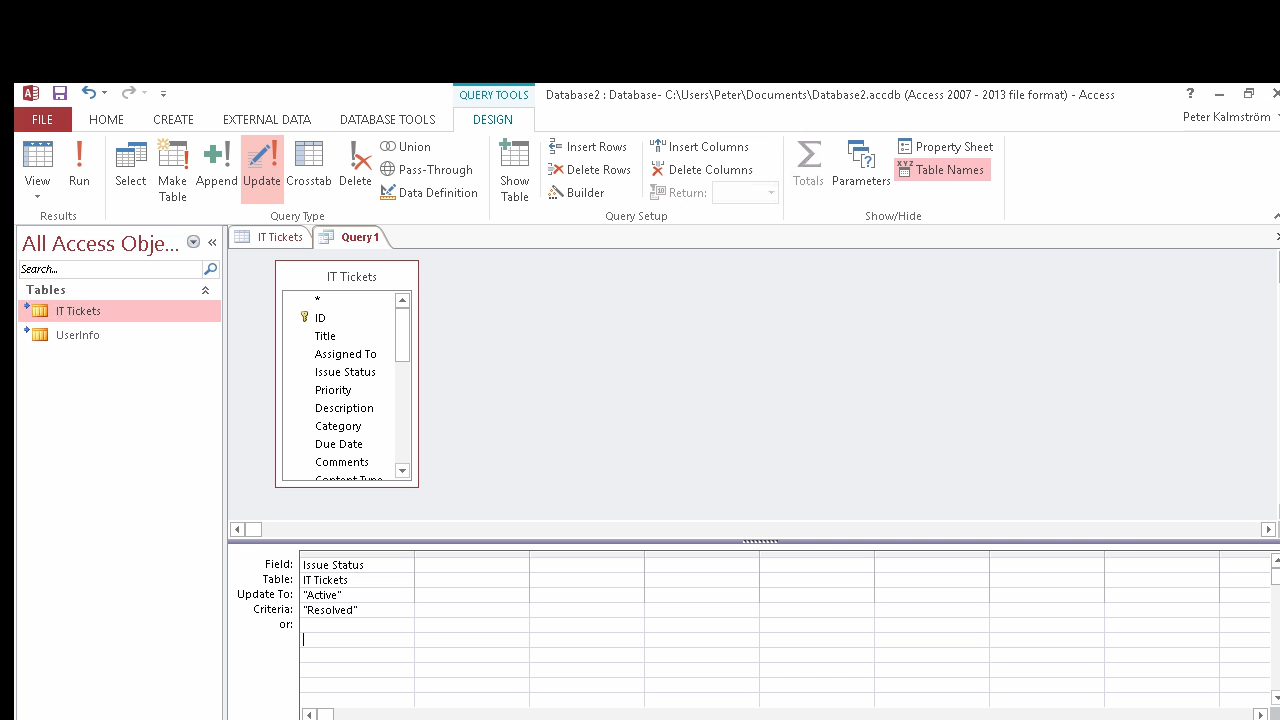 QUERY TOOLS
Database2 : Database- C:\Users\Peter\Documents\Database2.accdb (Access 2007 - 2013 file format) - Access
?
FILE HOME CREATE EXTERNAL DATA DATABASE TOOLS DESIGN Peter Kalmström
View
Run
Select
Make Table
Append
Update
Crosstab
Delete
Union
Pass-Through
Data Definition
Show Table
Insert Rows
Delete Rows
Builder
Insert Columns
Delete Columns
Return:
Totals
Parameters
Property Sheet
XYZ Table Names
Results Query Type Query Setup Show/Hide
All Access Obje... «
Search...
Tables
IT Tickets
UserInfo
IT Tickets Query1
IT Tickets
*
ID
Title
Assigned To
Issue Status
Priority
Description
Category
Due Date
Comments
Content Type
Field: Issue Status
Table: IT Tickets
Update To: "Active"
Criteria: "Resolved"
or: